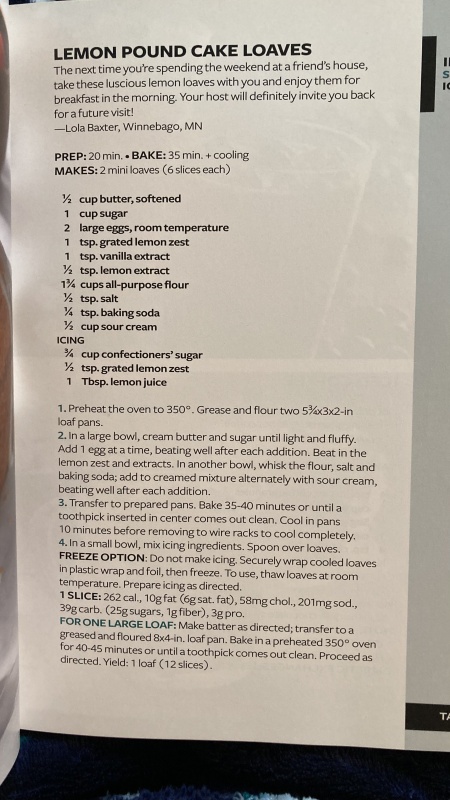 LEMON POUND CAKE LOAVES
The next time you're spending the weekend at a friend's house,
take these luscious lemon loaves with you and enjoy them for
breakfast in the morning. Your host will definitely invite you back
for a future visit!
—Lola Baxter, Winnebago, MN
PREP: 20 min. • BAKE: 35 min. + cooling
MAKES: 2 mini loaves (6 slices each)
½ cup butter, softened
1 cup sugar
2 large eggs, room temperature
1 tsp. grated lemon zest
1 tsp. vanilla extract
½ tsp. lemon extract
1¾ cups all-purpose flour
½ tsp. salt
¼ tsp. baking soda
½ cup sour cream
ICING
¾ cup confectioners' sugar
½ tsp. grated lemon zest
1 Tbsp. lemon juice
1. Preheat the oven to 350°. Grease and flour two 5¾x3x2-in
loaf pans.
2. In a large bowl, cream butter and sugar until light and fluffy.
Add 1 egg at a time, beating well after each addition. Beat in the
lemon zest and extracts. In another bowl, whisk the flour, salt and
baking soda; add to creamed mixture alternately with sour cream,
beating well after each addition.
3. Transfer to prepared pans. Bake 35-40 minutes or until a
toothpick inserted in center comes out clean. Cool in pans
10 minutes before removing to wire racks to cool completely.
4. In a small bowl, mix icing ingredients. Spoon over loaves.
FREEZE OPTION: Do not make icing. Securely wrap cooled loaves
in plastic wrap and foil, then freeze. To use, thaw loaves at room
temperature. Prepare icing as directed.
1 SLICE: 262 cal., 10g fat (6g sat. fat), 58mg chol., 201mg sod.,
39g carb. (25g sugars, 1g fiber), 3g pro.
FOR ONE LARGE LOAF: Make batter as directed; transfer to a
greased and floured 8x4-in. loaf pan. Bake in a preheated 350° oven
for 40-45 minutes or until a toothpick comes out clean. Proceed as
directed. Yield: 1 loaf (12 slices).
TA